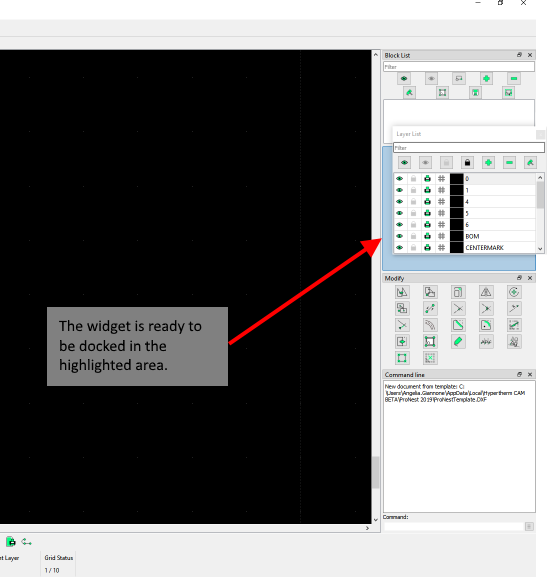 Block List
Filter
Layer List
Filter
0
1
4
5
6
BOM
CENTERMARK
The widget is ready to
be docked in the
highlighted area.
Modify
Command line
New document from template: C:
\Users\Angelia.Giannone\AppData\Local\Hypertherm CAM
BETA\ProNest 2019\ProNestTemplate.DXF
Command:
nt Layer
Grid Status
1 / 10